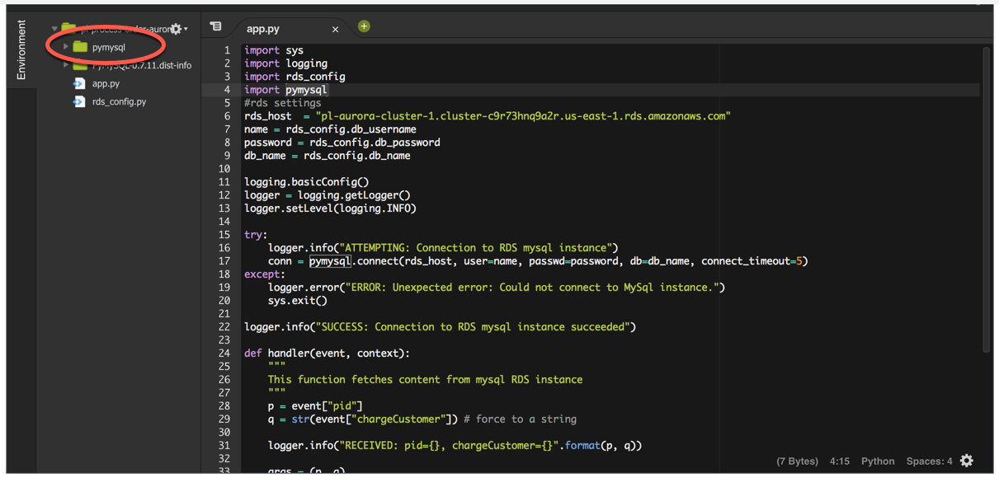 Environment
pl-process-order-auror
pymysql
PyMySQL-0.7.11.dist-info
app.py
rds_config.py
app.py ×
1 import sys
2 import logging
3 import rds_config
4 import pymysql
5 #rds settings
6 rds_host  = "pl-aurora-cluster-1.cluster-c9r73hnq9a2r.us-east-1.rds.amazonaws.com"
7 name = rds_config.db_username
8 password = rds_config.db_password
9 db_name = rds_config.db_name
10
11 logging.basicConfig()
12 logger = logging.getLogger()
13 logger.setLevel(logging.INFO)
14
15 try:
16     logger.info("ATTEMPTING: Connection to RDS mysql instance")
17     conn = pymysql.connect(rds_host, user=name, passwd=password, db=db_name, connect_timeout=5)
18 except:
19     logger.error("ERROR: Unexpected error: Could not connect to MySql instance.")
20     sys.exit()
21
22 logger.info("SUCCESS: Connection to RDS mysql instance succeeded")
23
24 def handler(event, context):
25     """
26     This function fetches content from mysql RDS instance
27     """
28     p = event["pid"]
29     q = str(event["chargeCustomer"]) # force to a string
30
31     logger.info("RECEIVED: pid={}, chargeCustomer={}".format(p, q))
32
33     args = (p, q)
(7 Bytes) 4:15 Python Spaces: 4